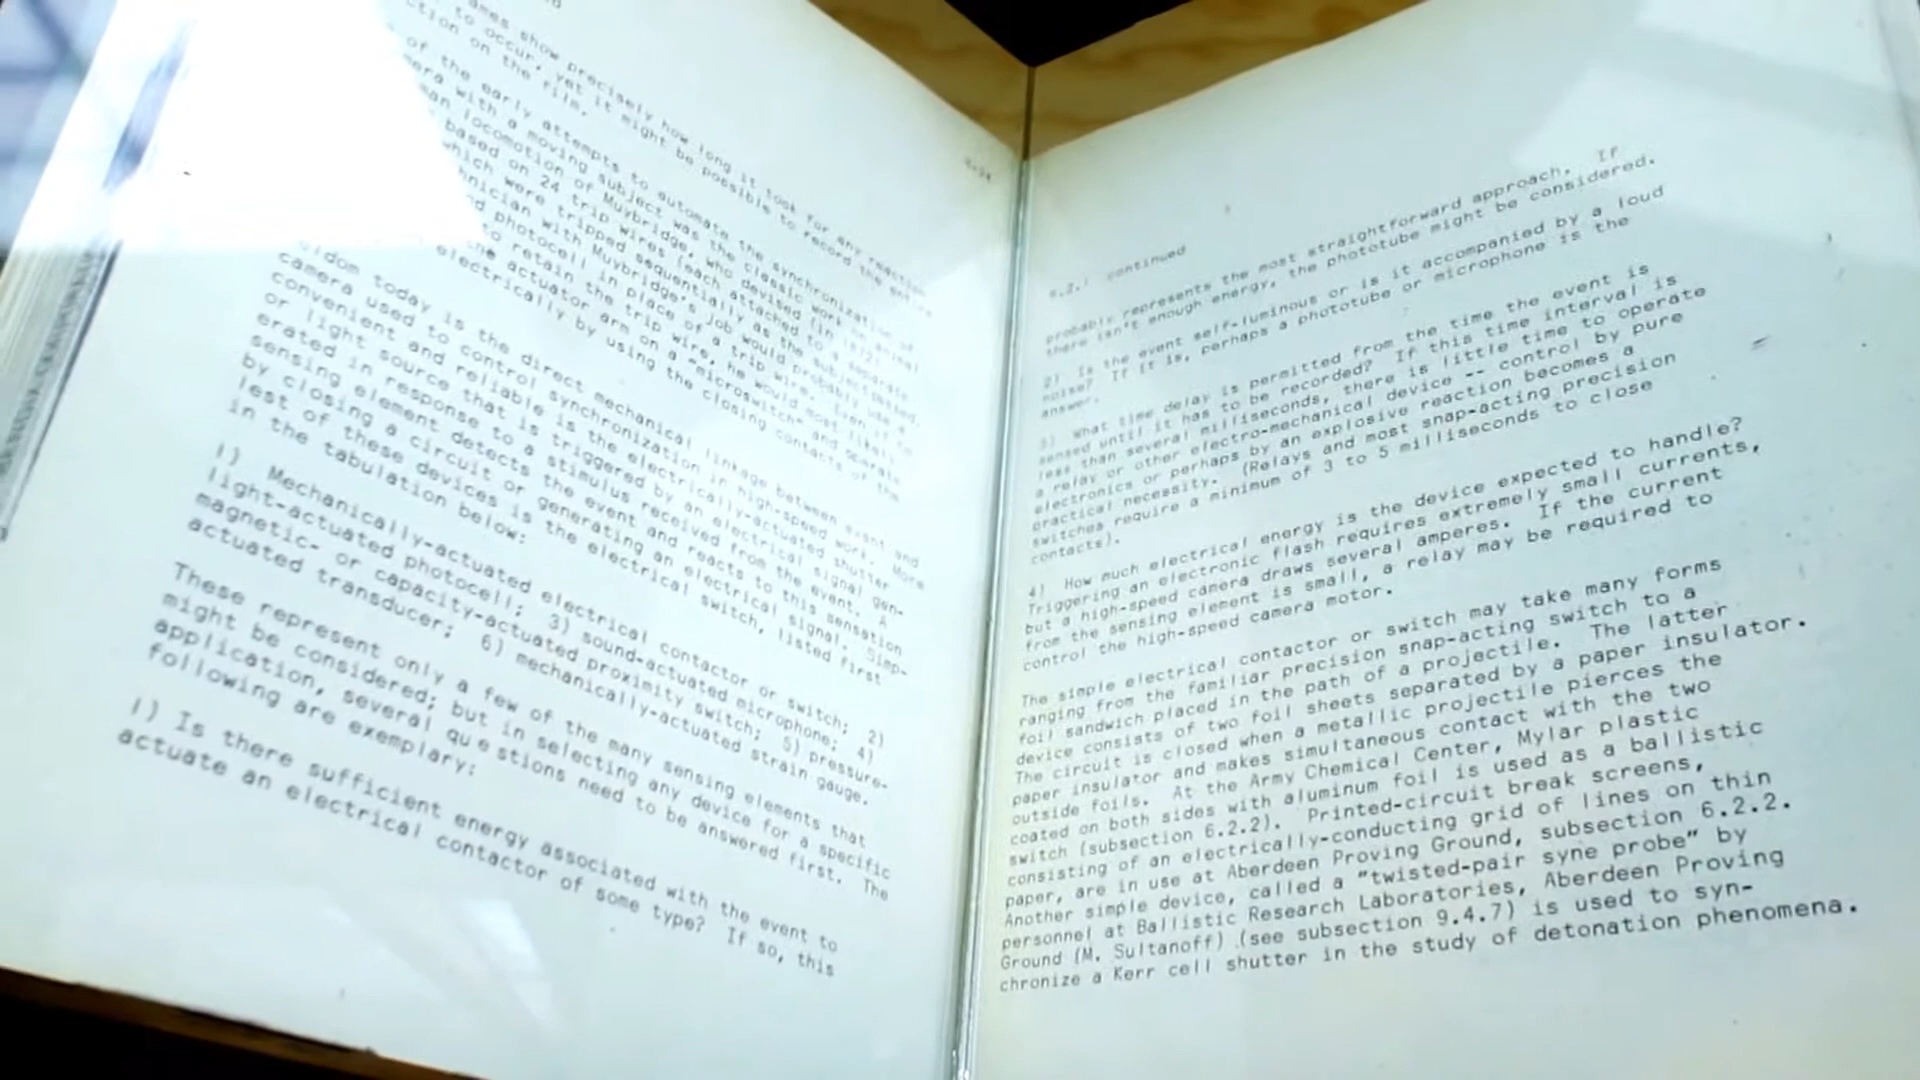 ames show precisely how long it took for any reaction
to occur, yet it might be possible to record the entire
ction on the film.
of the early attempts to automate the synchronization of
mera with a moving subject was the classic work on animal
man locomotion of Muybridge, who devised (in 1872)
based on 24 trip wires (each attached to a separate
which were tripped sequentially as the subject passed.
hnician with Muybridge's job would probably use a
nd photocell in place of a trip wire. Even if he
to retain the trip wire, he would most likely
the actuator arm on a "microswitch" and operate
electrically by using the closing contacts of the
ldom today is the direct mechanical linkage between event and
camera used to control synchronization in high-speed work. More
convenient and reliable is the electrically-actuated shutter
or light source that is triggered by an electrical signal gen-
erated in response to a stimulus received from the event. A
sensing element detects the event and reacts to this sensation
by closing a circuit or generating an electrical signal. Simp-
lest of these devices is the electrical switch, listed first
in the tabulation below:
1) Mechanically-actuated electrical contactor or switch; 2)
light-actuated photocell; 3) sound-actuated microphone; 4)
magnetic- or capacity-actuated proximity switch; 5) pressure-
actuated transducer; 6) mechanically-actuated strain gauge.
These represent only a few of the many sensing elements that
might be considered; but in selecting any device for a specific
application, several questions need to be answered first. The
following are exemplary:
1) Is there sufficient energy associated with the event to
actuate an electrical contactor of some type? If so, this
continued
probably represents the most straightforward approach. If
there isn't enough energy, the phototube might be considered.
2) Is the event self-luminous or is it accompanied by a loud
noise? If it is, perhaps a phototube or microphone is the
answer.
3) What time delay is permitted from the time the event is
sensed until it has to be recorded? If this time interval is
less than several milliseconds, there is little time to operate
a relay or other electro-mechanical device -- control by pure
electronics or perhaps by an explosive reaction becomes a
practical necessity. (Relays and most snap-acting precision
switches require a minimum of 3 to 5 milliseconds to close
contacts).
4) How much electrical energy is the device expected to handle?
Triggering an electronic flash requires extremely small currents,
but a high-speed camera draws several amperes. If the current
from the sensing element is small, a relay may be required to
control the high-speed camera motor.
The simple electrical contactor or switch may take many forms
ranging from the familiar precision snap-acting switch to a
foil sandwich placed in the path of a projectile. The latter
device consists of two foil sheets separated by a paper insulator.
The circuit is closed when a metallic projectile pierces the
paper insulator and makes simultaneous contact with the two
outside foils. At the Army Chemical Center, Mylar plastic
coated on both sides with aluminum foil is used as a ballistic
switch (subsection 6.2.2). Printed-circuit break screens,
consisting of an electrically-conducting grid of lines on thin
paper, are in use at Aberdeen Proving Ground, subsection 6.2.2.
Another simple device, called a "twisted-pair syne probe" by
personnel at Ballistic Research Laboratories, Aberdeen Proving
Ground (M. Sultanoff) (see subsection 9.4.7) is used to syn-
chronize a Kerr cell shutter in the study of detonation phenomena.